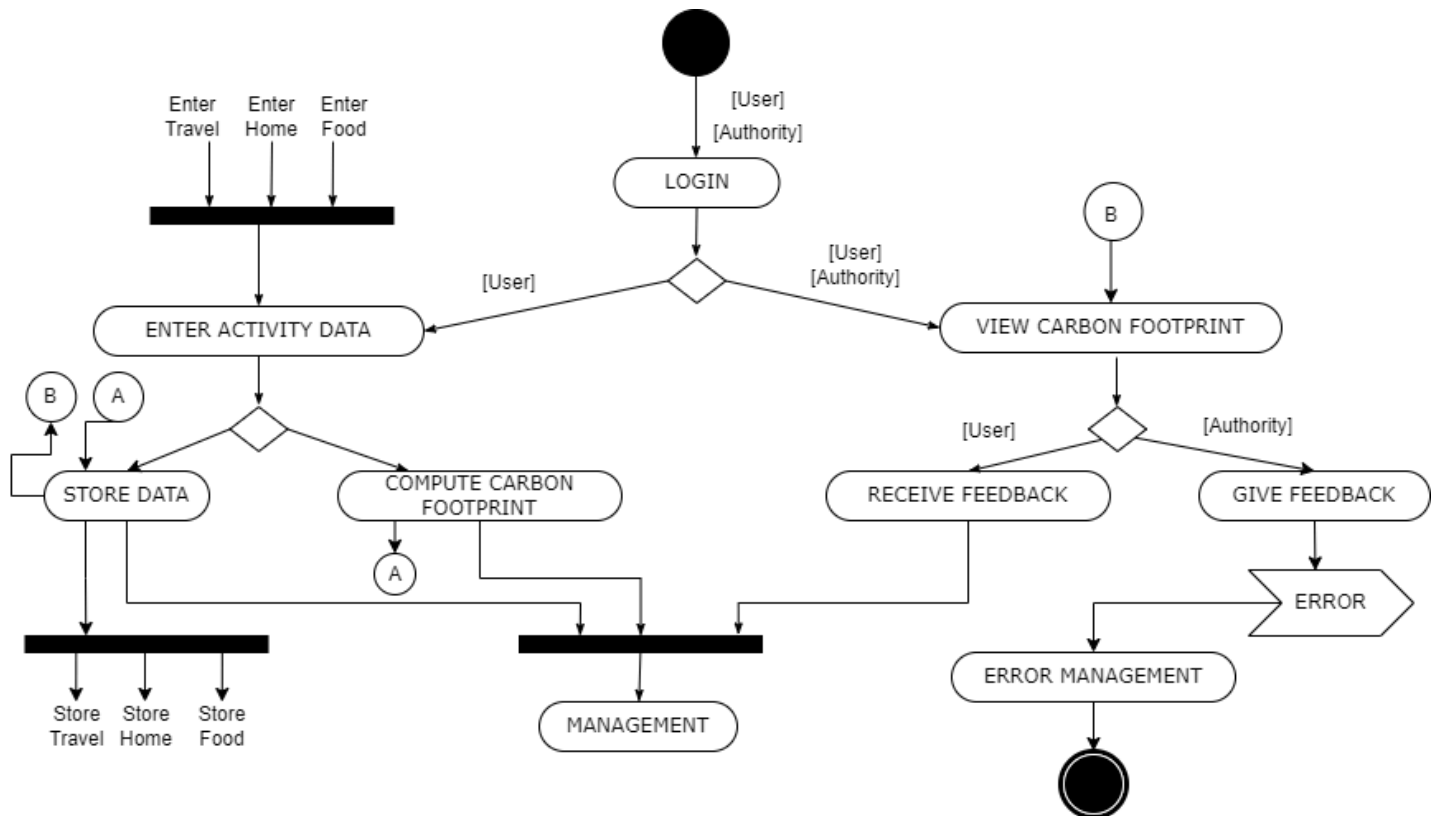 [User]
[Authority]
Enter
Travel
Enter
Home
Enter
Food
LOGIN
B
[User]
[User]
[Authority]
ENTER ACTIVITY DATA
VIEW CARBON FOOTPRINT
B
A
[User]
[Authority]
STORE DATA
COMPUTE CARBON
FOOTPRINT
RECEIVE FEEDBACK
GIVE FEEDBACK
A
ERROR
ERROR MANAGEMENT
Store
Travel
Store
Home
Store
Food
MANAGEMENT